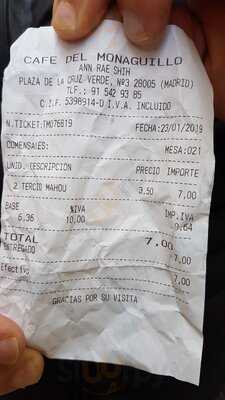 CAFE DEL MONAGUILLO
ANN RAE SHIH
PLAZA DE LA CRUZ VERDE, Nº3 28005 (MADRID)
TLF.: 91 542 93 85
C.I.F. 5398914-D I.V.A. INCLUIDO
N.TICKET:TM076819 FECHA:23/01/2019
COMENSALES: MESA:021
UNID. DESCRIPCION PRECIO IMPORTE
2 TERCIO MAHOU 3,50 7,00
BASE %IVA IMP.IVA
6,36 10,00 0,64
TOTAL 7,00
ENTREGADO 7,00
Efectivo 7,00
GRACIAS POR SU VISITA